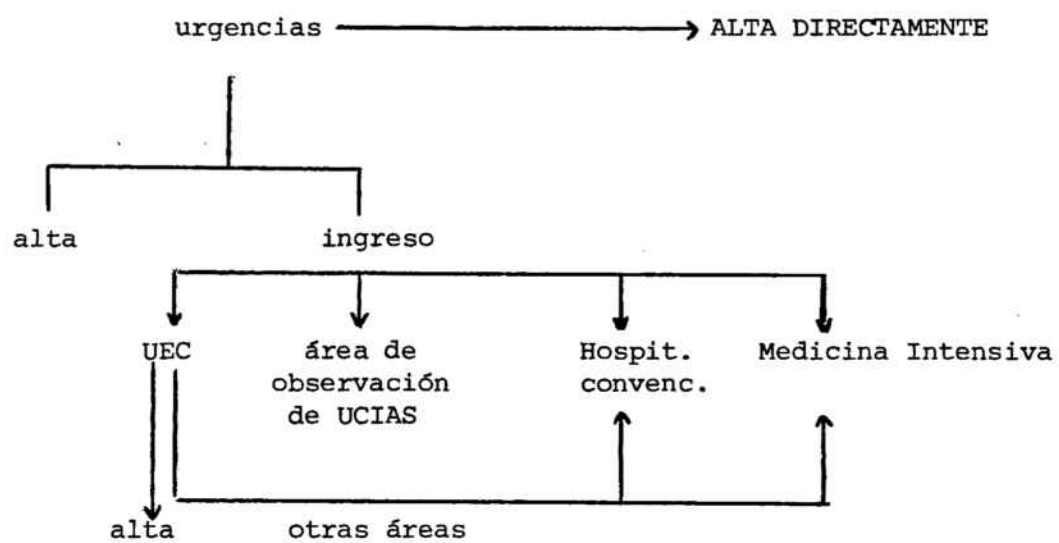 urgencias ALTA DIRECTAMENTE
alta ingreso
UEC área de Hospit. Medicina Intensiva
observación convenc.
de UCIAS
alta otras áreas